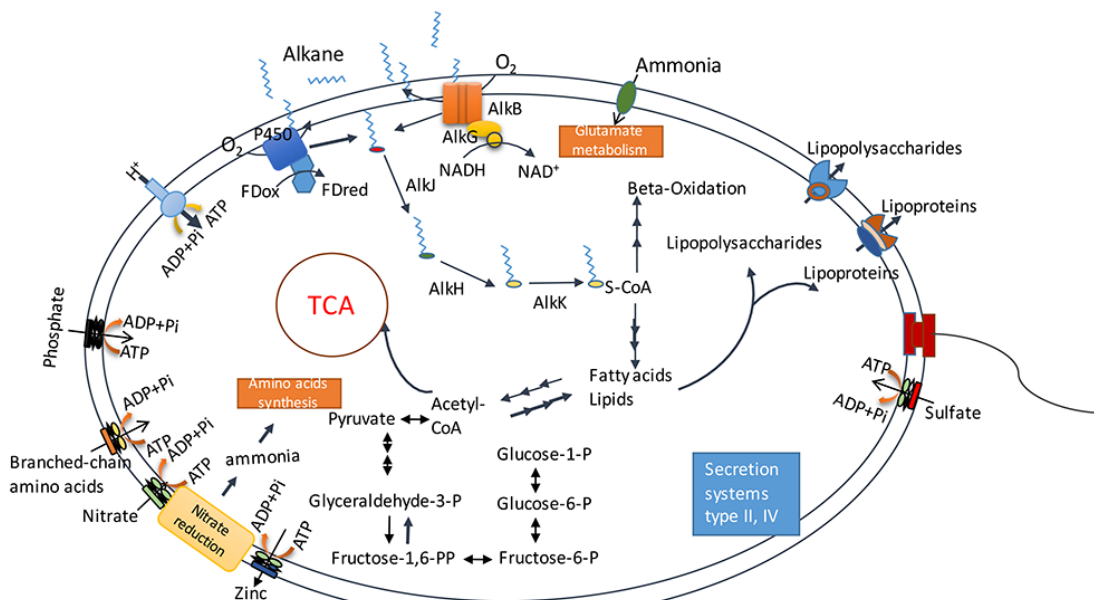 Alkane
O2
Ammonia
AlkB
P450
O2
AlkG
Glutamate
metabolism
Lipopolysaccharides
H+
NADH
NAD+
FDox
FDred
AlkJ
Beta-Oxidation
ATP
ADP+Pi
Lipoproteins
Lipopolysaccharides
Lipoproteins
AlkH
AlkK
S-CoA
TCA
Phosphate
ADP+Pi
ATP
ATP
ADP+Pi
Sulfate
Fatty acids
Lipids
Amino acids
synthesis
Acetyl-
CoA
Pyruvate
ADP+Pi
ATP
Branched-chain
amino acids
ADP+Pi
ATP
ammonia
Glucose-1-P
Secretion
systems
type II, IV
Nitrate
Nitrate
reduction
Glyceraldehyde-3-P
Glucose-6-P
ADP+Pi
ATP
Fructose-1,6-PP
Fructose-6-P
Zinc